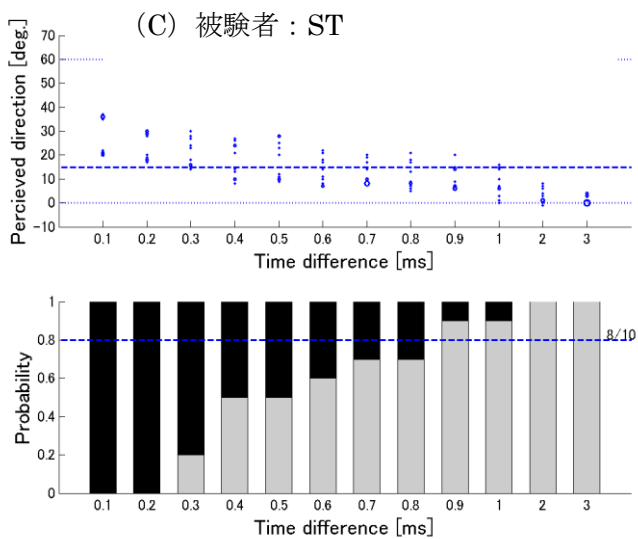 (C) 被験者：ST
Percieved direction [deg.]
70
60
50
40
30
20
10
0
-10
0.1 0.2 0.3 0.4 0.5 0.6 0.7 0.8 0.9 1 2 3
Time difference [ms]
Probability
1
0.8
0.6
0.4
0.2
0
8/10
0.1 0.2 0.3 0.4 0.5 0.6 0.7 0.8 0.9 1 2 3
Time difference [ms]